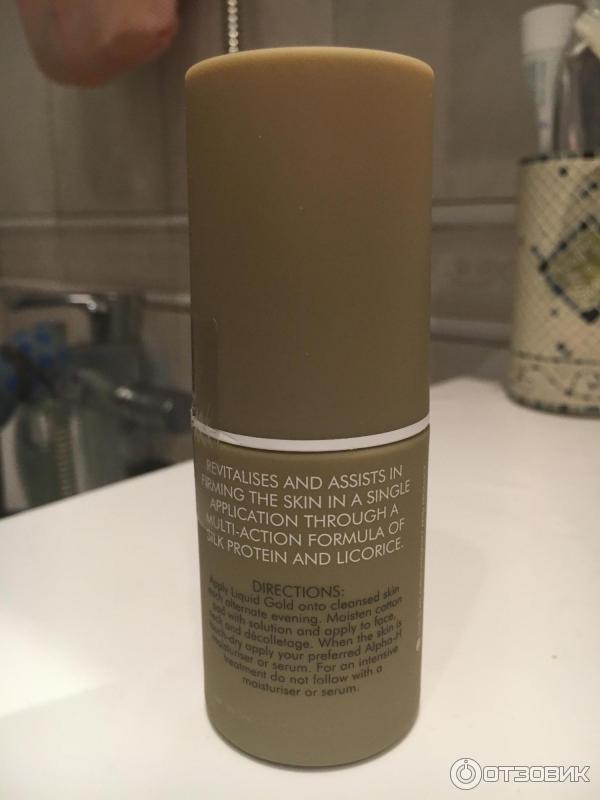 REVITALISES AND ASSISTS IN
FIRMING THE SKIN IN A SINGLE
APPLICATION THROUGH A
MULTI-ACTION FORMULA OF
SILK PROTEIN AND LICORICE.
DIRECTIONS:
Apply Liquid Gold onto cleansed skin
each alternate evening. Moisten cotton
pad with solution and apply to face,
neck and décolletage. When the skin is
touch-dry apply your preferred Alpha-H
moisturiser or serum. For an intensive
treatment do not follow with a
moisturiser or serum.
ОТЗОВИК